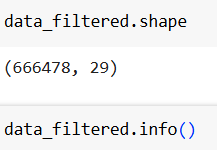 data_filtered.shape
(666478, 29)
data_filtered.info()